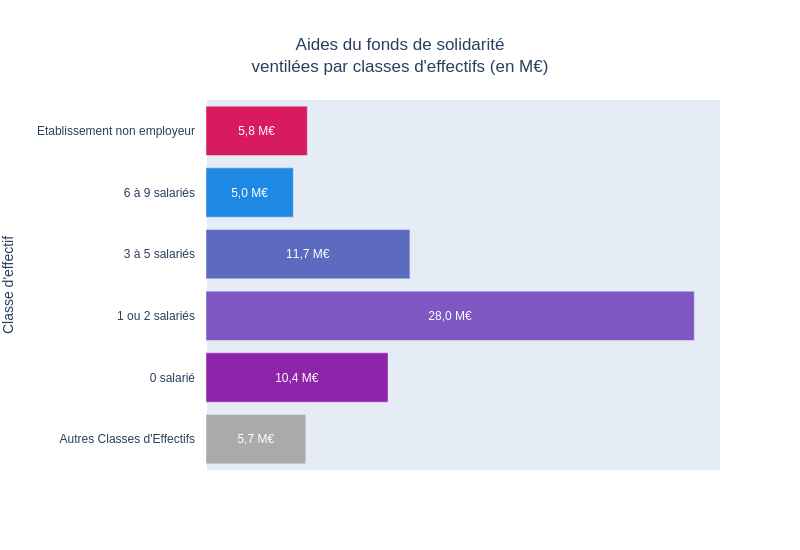 Aides du fonds de solidarité
ventilées par classes d'effectifs (en M€)
Classe d'effectif
Etablissement non employeur
5,8 M€
6 à 9 salariés
5,0 M€
3 à 5 salariés
11,7 M€
1 ou 2 salariés
28,0 M€
0 salarié
10,4 M€
Autres Classes d'Effectifs
5,7 M€